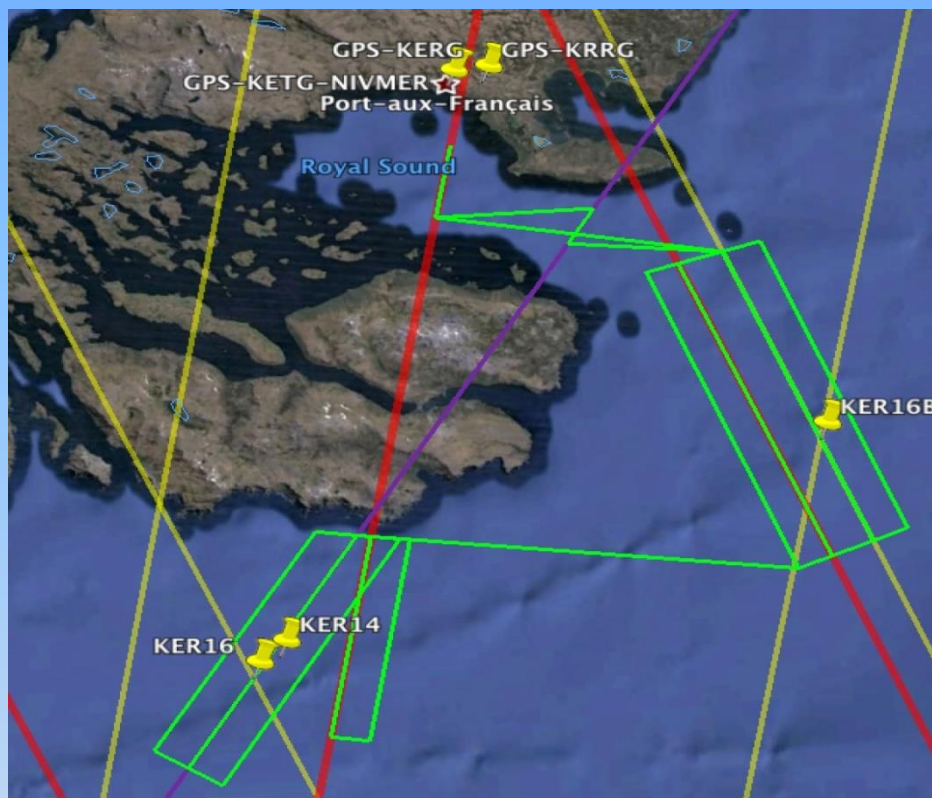 GPS-KERG
GPS-KRRG
GPS-KETG-NIVMER
Port-aux-Français
Royal Sound
KER16B
KER14
KER16